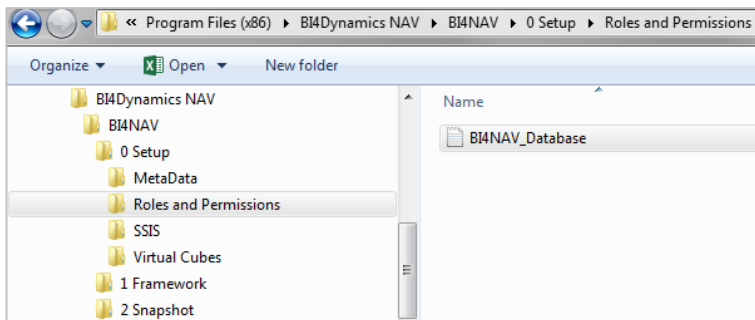 « Program Files (x86) ▸ BI4Dynamics NAV ▸ BI4NAV ▸ 0 Setup ▸ Roles and Permissions
Organize Open New folder
BI4Dynamics NAV
BI4NAV
0 Setup
MetaData
Roles and Permissions
SSIS
Virtual Cubes
1 Framework
2 Snapshot
Name
BI4NAV_Database